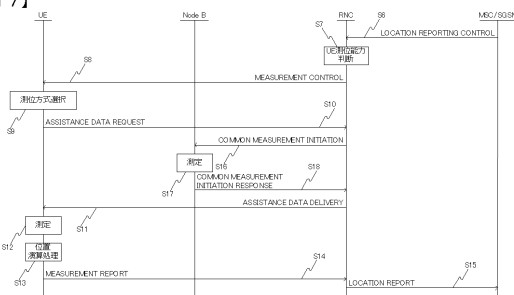 7】
UE
Node B
RNC
MSC/SGSN
S7
S6
LOCATION REPORTING CONTROL
UE測位能力
判断
S8
MEASUREMENT CONTROL
測位方式選択
S9
S10
ASSISTANCE DATA REQUEST
COMMON MEASUREMENT INITIATION
測定
S16
S17
S18
COMMON MEASUREMENT
INITIATION RESPONSE
ASSISTANCE DATA DELIVERY
S11
測定
S12
位置
演算処理
S13
S14
MEASUREMENT REPORT
S15
LOCATION REPORT